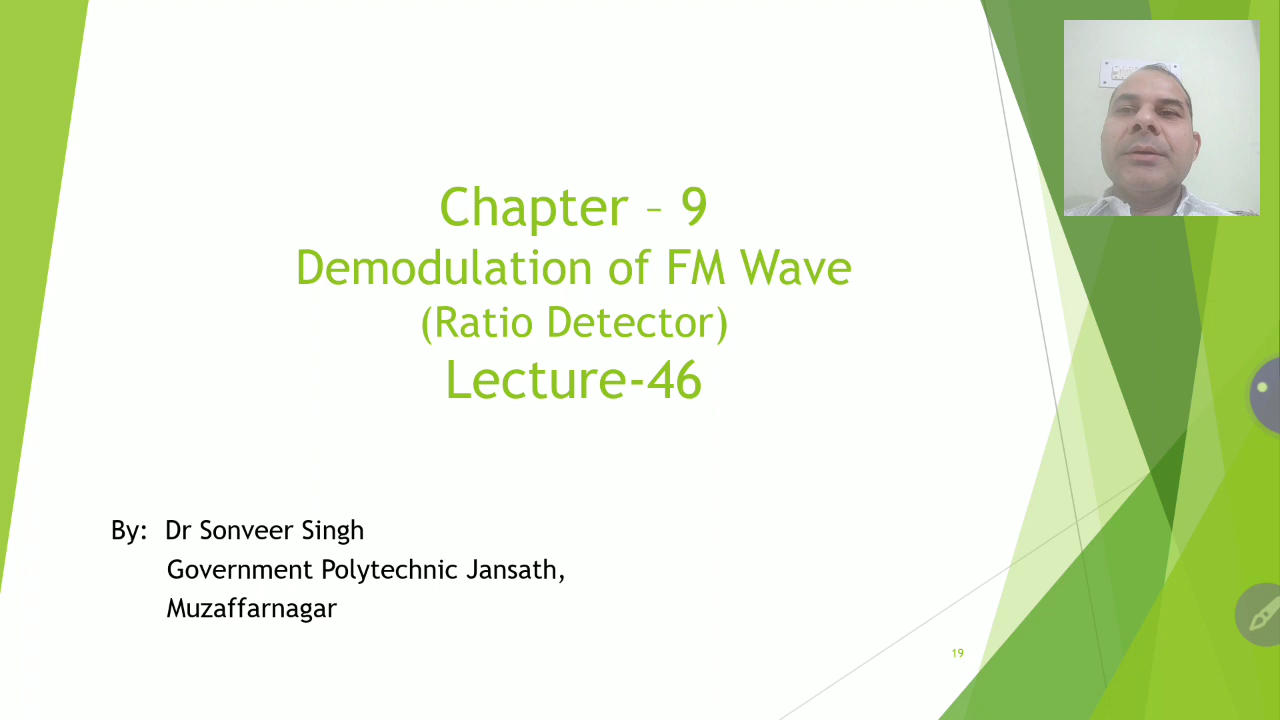 Chapter – 9
Demodulation of FM Wave
(Ratio Detector)
Lecture-46
By: Dr Sonveer Singh
Government Polytechnic Jansath,
Muzaffarnagar
19